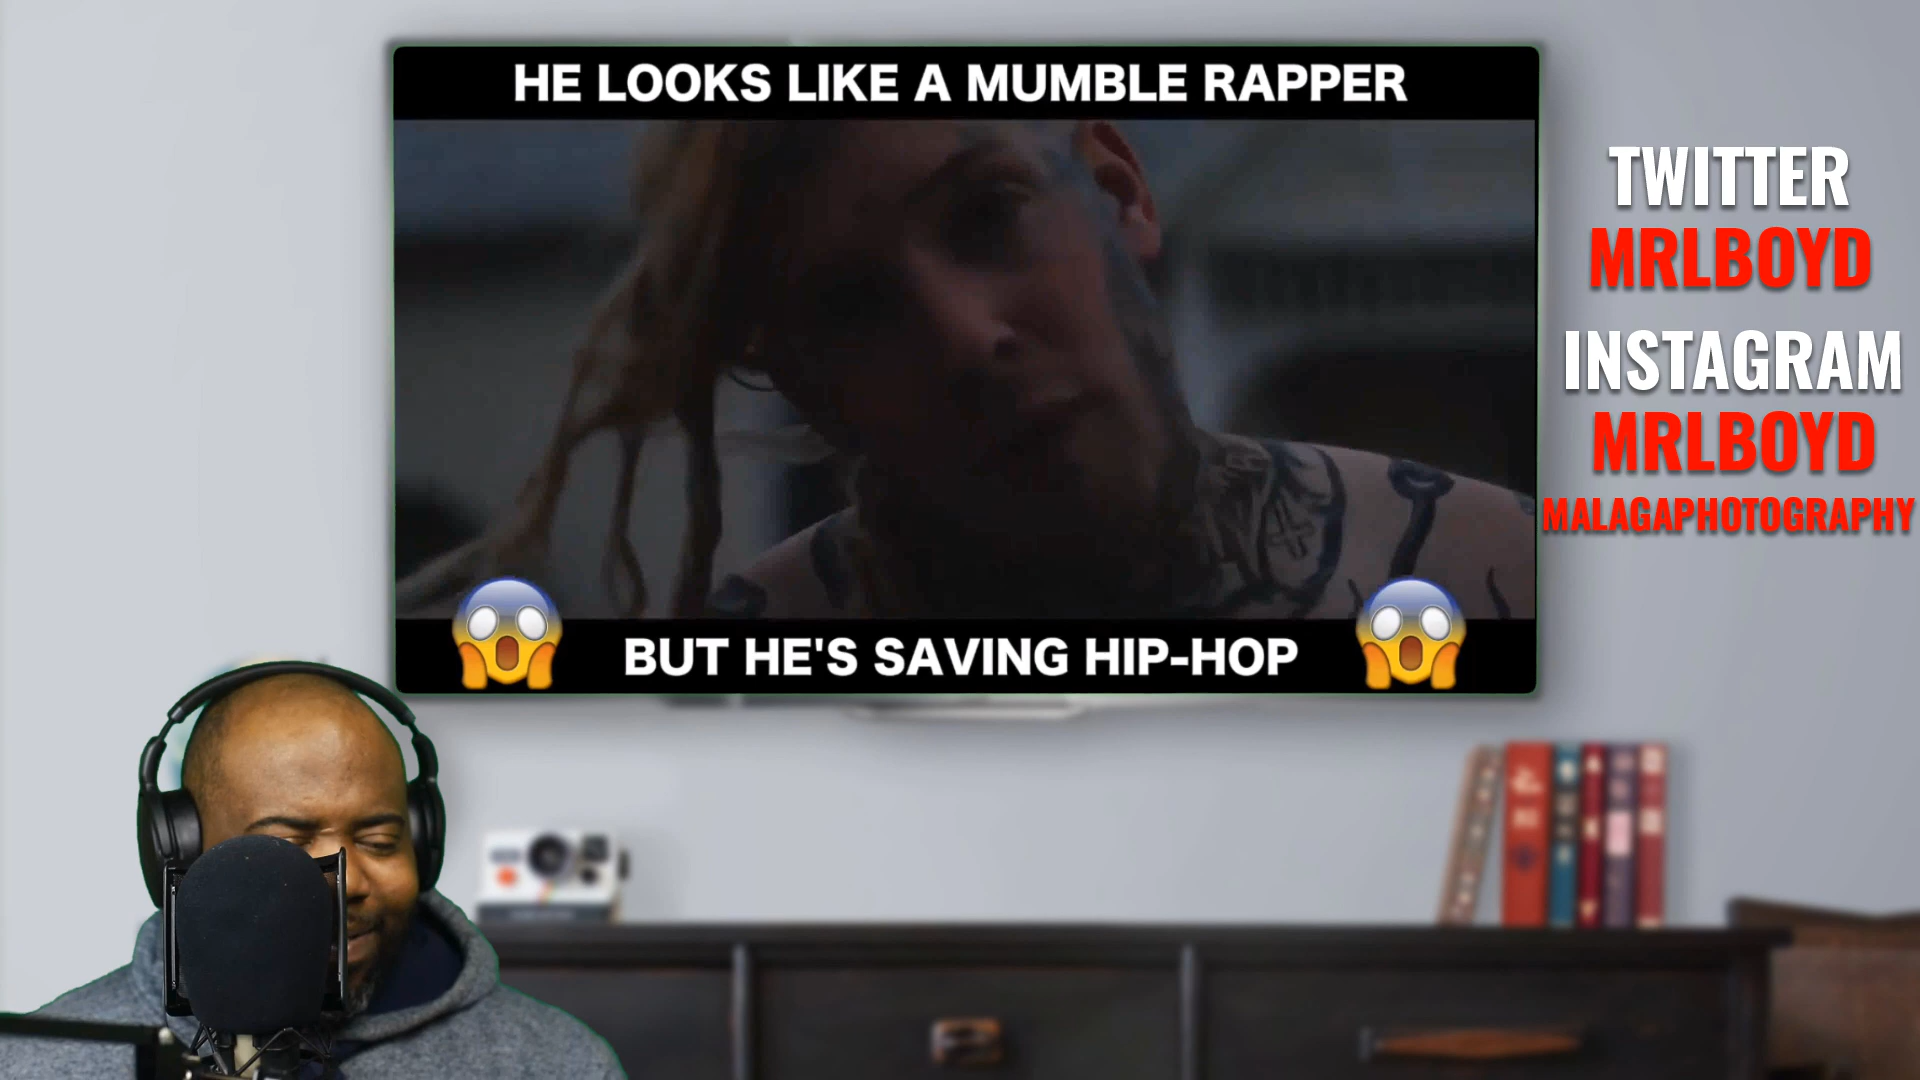 HE LOOKS LIKE A MUMBLE RAPPER
BUT HE'S SAVING HIP-HOP
TWITTER
MRLBOYD
INSTAGRAM
MRLBOYD
MALAGAPHOTOGRAPHY